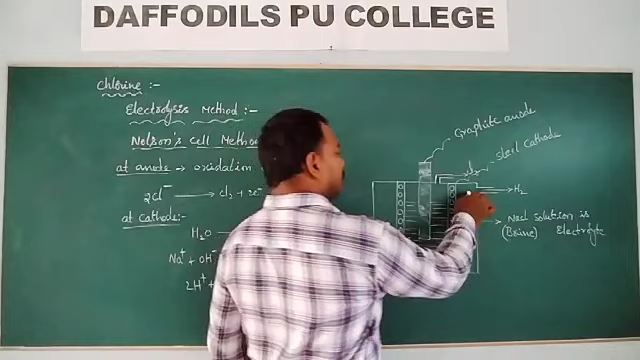 DAFFODILS PU COLLEGE
Chlorine :-
Electrolysis Method :-
Nelson's Cell Metho
at anode → oxidation
2Cl⁻ → Cl₂ + 2e⁻
at cathode:-
H₂O
Na⁺ + OH⁻
2H⁺ +
Graphite anode
steel cathode
→ H₂
Nacl solution is
(Brine) Electrolyte